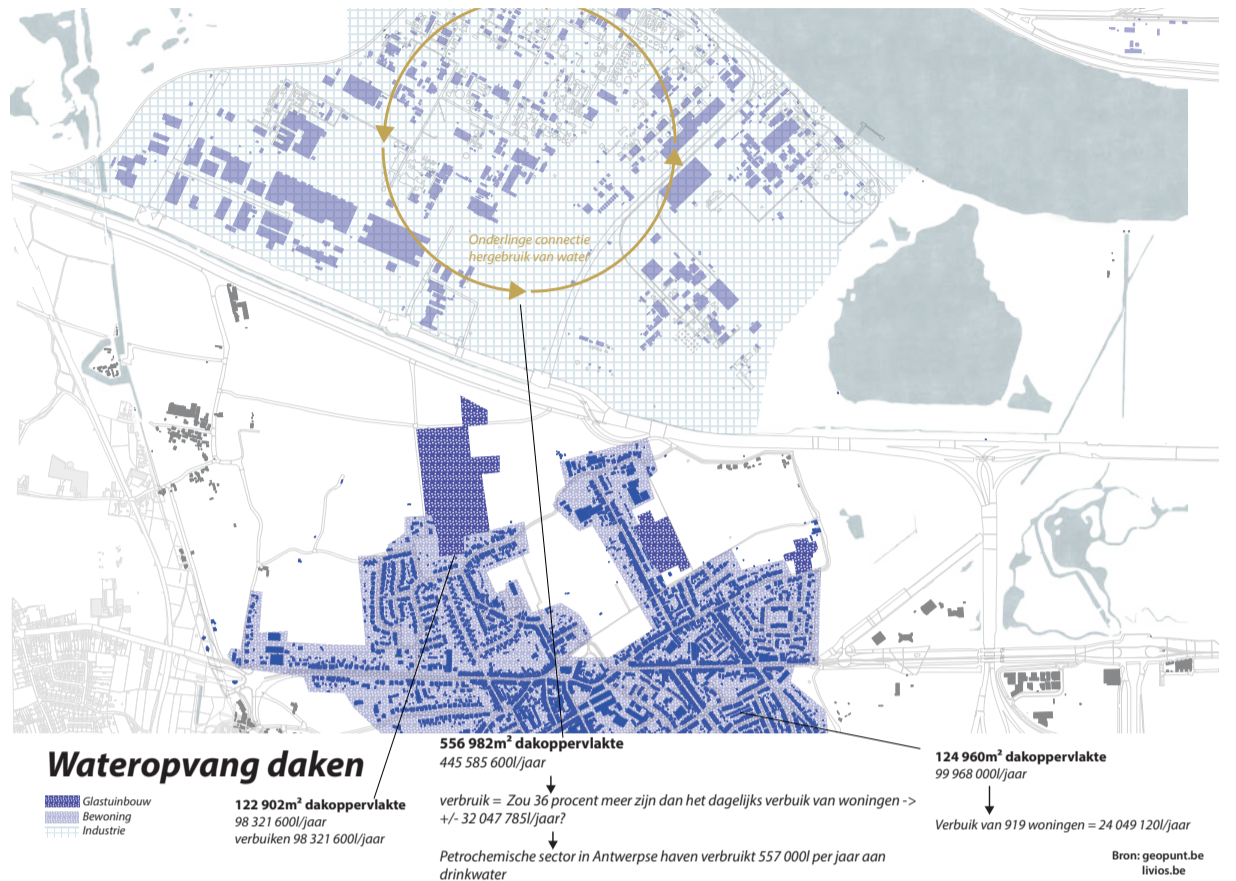 Onderlinge connectie
hergebruik van water
Wateropvang daken
Glastuinbouw
Bewoning
Industrie
122 902m² dakoppervlakte
98 321 600l/jaar
verbuiken 98 321 600l/jaar
556 982m² dakoppervlakte
445 585 600l/jaar
verbruik = Zou 36 procent meer zijn dan het dagelijks verbuik van woningen ->
+/- 32 047 785l/jaar?
Petrochemische sector in Antwerpse haven verbruikt 557 000l per jaar aan
drinkwater
124 960m² dakoppervlakte
99 968 000l/jaar
Verbuik van 919 woningen = 24 049 120l/jaar
Bron: geopunt.be
livios.be